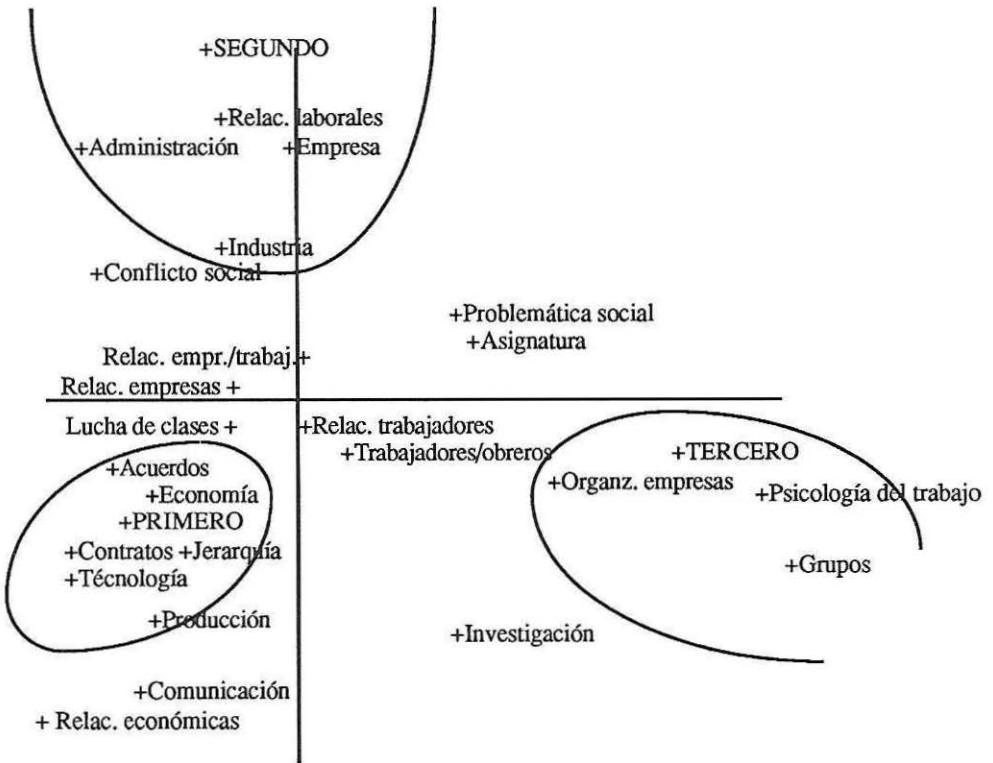 +SEGUNDO
+Relac. laborales
+Administración +Empresa
+Industria
+Conflicto social
+Problemática social
+Asignatura
Relac. empr./trabaj.+
Relac. empresas +
Lucha de clases + +Relac. trabajadores
+Trabajadores/obreros
+TERCERO
+Acuerdos
+Organz. empresas
+Economía
+Psicología del trabajo
+PRIMERO
+Contratos +Jerarquía
+Grupos
+Técnología
+Producción
+Investigación
+Comunicación
+ Relac. económicas